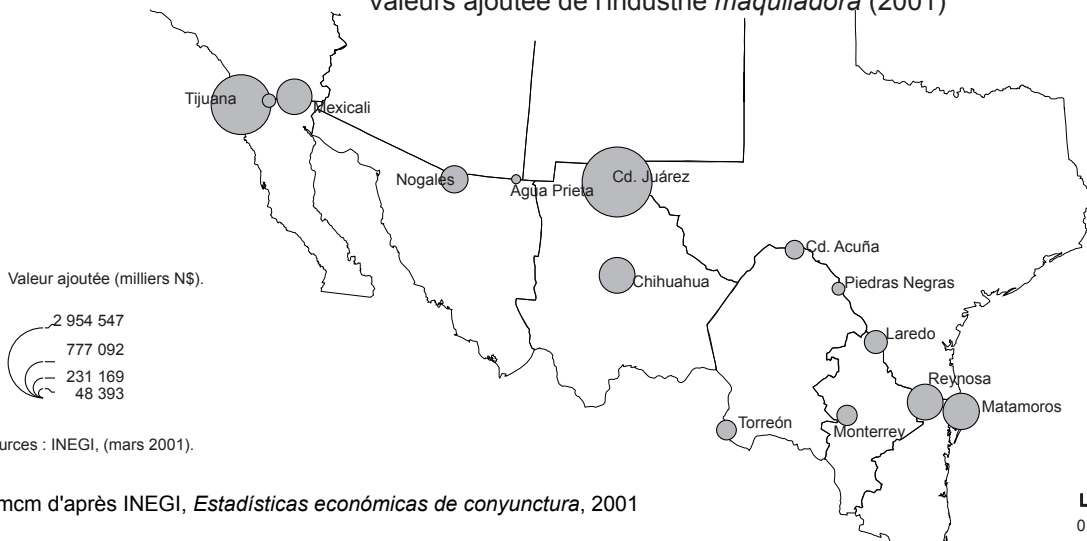 Valeurs ajoutée de l'industrie maquiladora (2001)
Tijuana
Mexicali
Nogales
Agua Prieta
Cd. Juárez
Chihuahua
Cd. Acuña
Piedras Negras
Laredo
Reynosa
Matamoros
Monterrey
Torreón
Valeur ajoutée (milliers N$).
2 954 547
777 092
231 169
48 393
urces : INEGI, (mars 2001).
mcm d'après INEGI, Estadísticas económicas de conyunctura, 2001
L
0